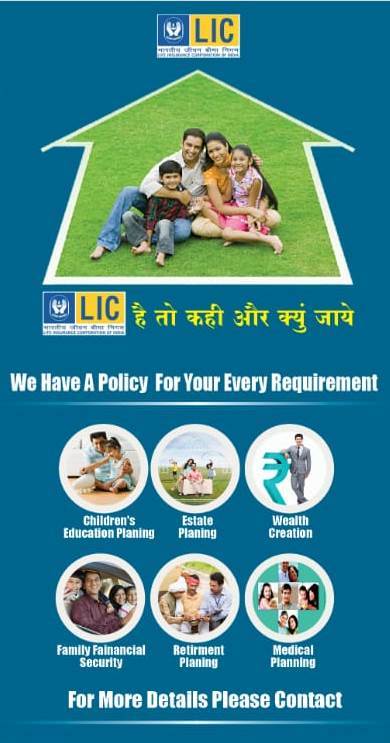 LIC
भारतीय जीवन बीमा निगम
LIFE INSURANCE CORPORATION OF INDIA
LIC है तो कही और क्युं जाये
भारतीय जीवन बीमा निगम
LIFE INSURANCE CORPORATION OF INDIA
We Have A Policy For Your Every Requirement
Children's
Education Planing
Estate
Planing
Wealth
Creation
Family Fainancial
Security
Retirment
Planing
Medical
Planning
For More Details Please Contact